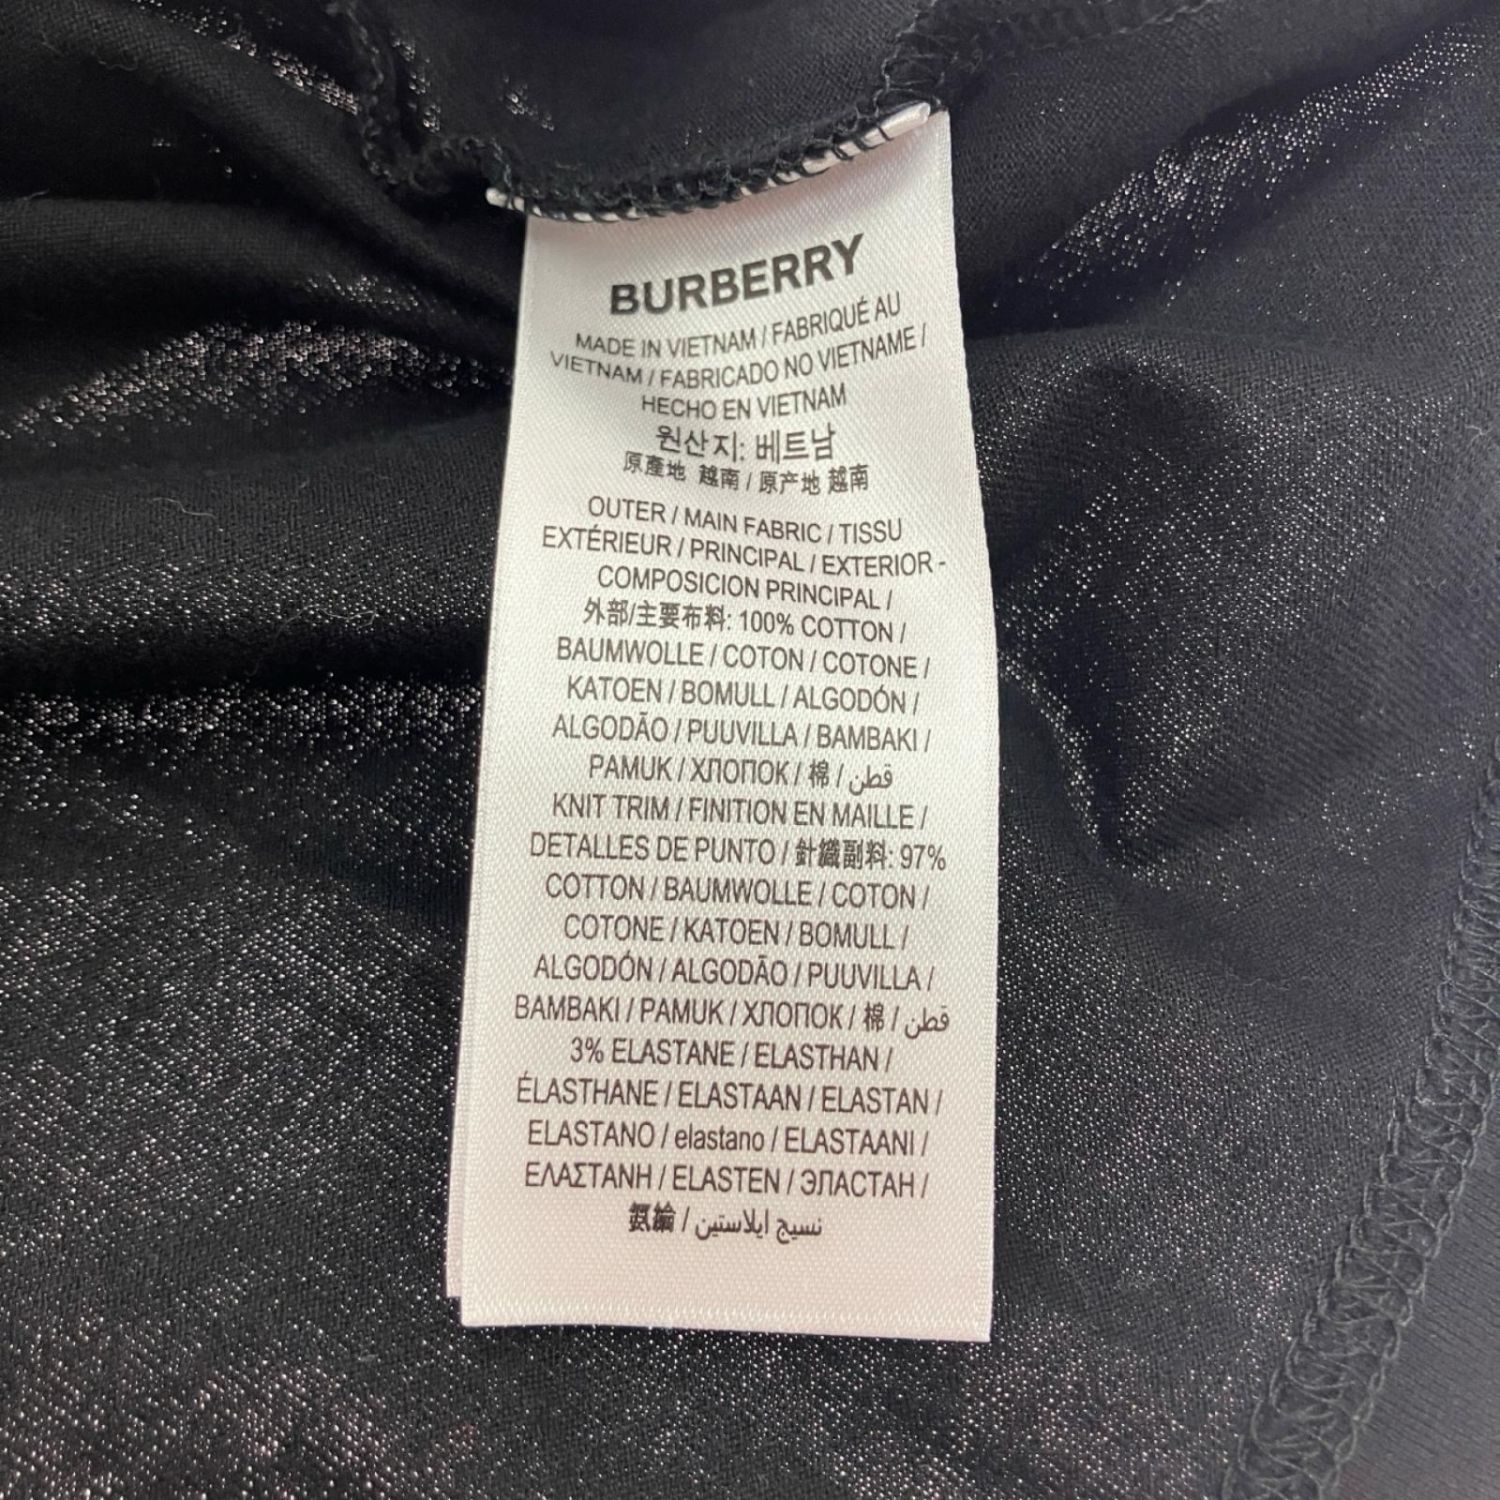 BURBERRY
MADE IN VIETNAM / FABRIQUÉ AU
VIETNAM / FABRICADO NO VIETNAME /
HECHO EN VIETNAM
원산지: 베트남
原產地 越南 / 原产地 越南
OUTER / MAIN FABRIC / TISSU
EXTÉRIEUR / PRINCIPAL / EXTERIOR -
COMPOSICION PRINCIPAL /
外部/主要布料: 100% COTTON /
BAUMWOLLE / COTON / COTONE /
KATOEN / BOMULL / ALGODÓN /
ALGODÃO / PUUVILLA / BAMBAKI /
PAMUK / ХЛОПОК / 棉 / قطن
KNIT TRIM / FINITION EN MAILLE /
DETALLES DE PUNTO / 針織副料: 97%
COTTON / BAUMWOLLE / COTON /
COTONE / KATOEN / BOMULL /
ALGODÓN / ALGODÃO / PUUVILLA /
BAMBAKI / PAMUK / ХЛОПОК / 棉 / قطن
3% ELASTANE / ELASTHAN /
ÉLASTHANE / ELASTAAN / ELASTAN /
ELASTANO / elastano / ELASTAANI /
ΕΛΑΣΤΑΝΗ / ELASTEN / ЭЛАСТАН /
氨綸 / نسيج ايلاستين